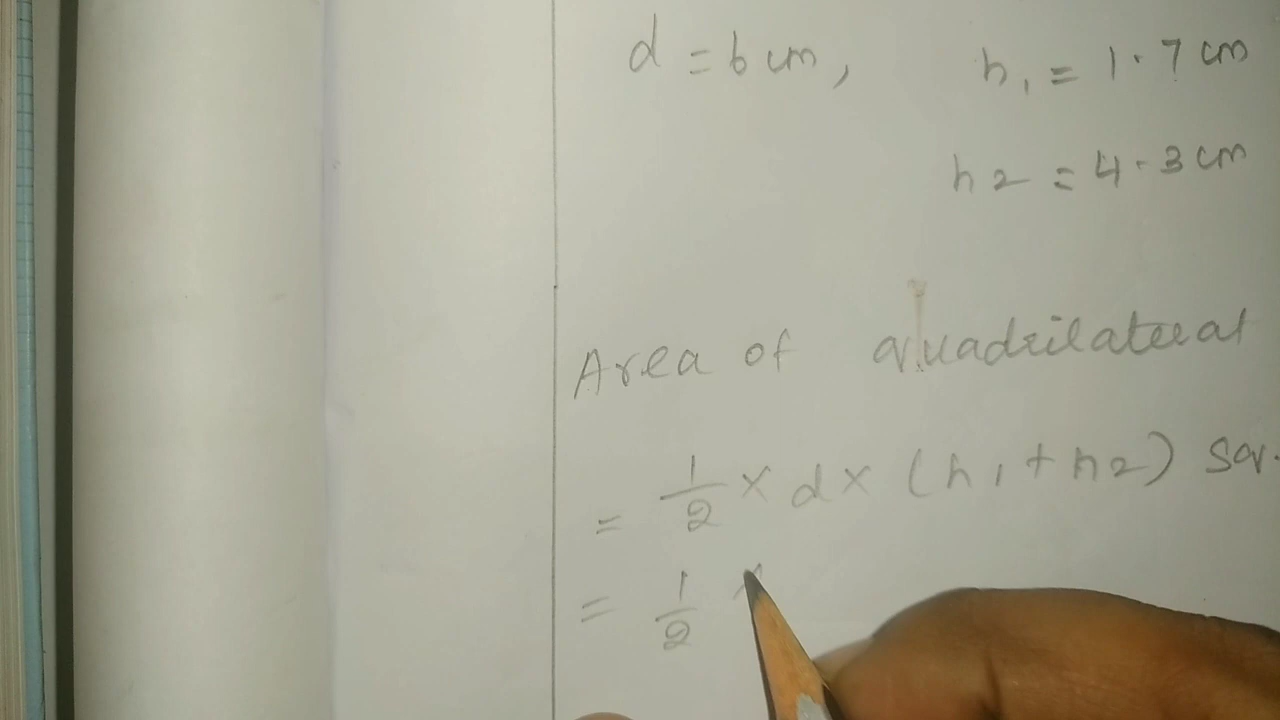 d = 6 cm, h1 = 1.7 cm
h2 = 4.3 cm
Area of quadrilateral
= 1/2 × d × (h1 + h2) sq.
= 1/2 ×